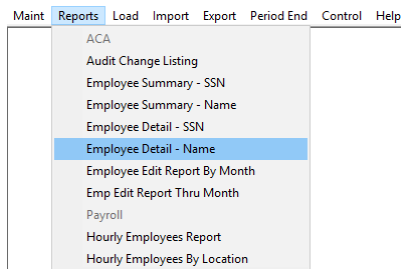 Maint Reports Load Import Export Period End Control Help
ACA
Audit Change Listing
Employee Summary - SSN
Employee Summary - Name
Employee Detail - SSN
Employee Detail - Name
Employee Edit Report By Month
Emp Edit Report Thru Month
Payroll
Hourly Employees Report
Hourly Employees By Location